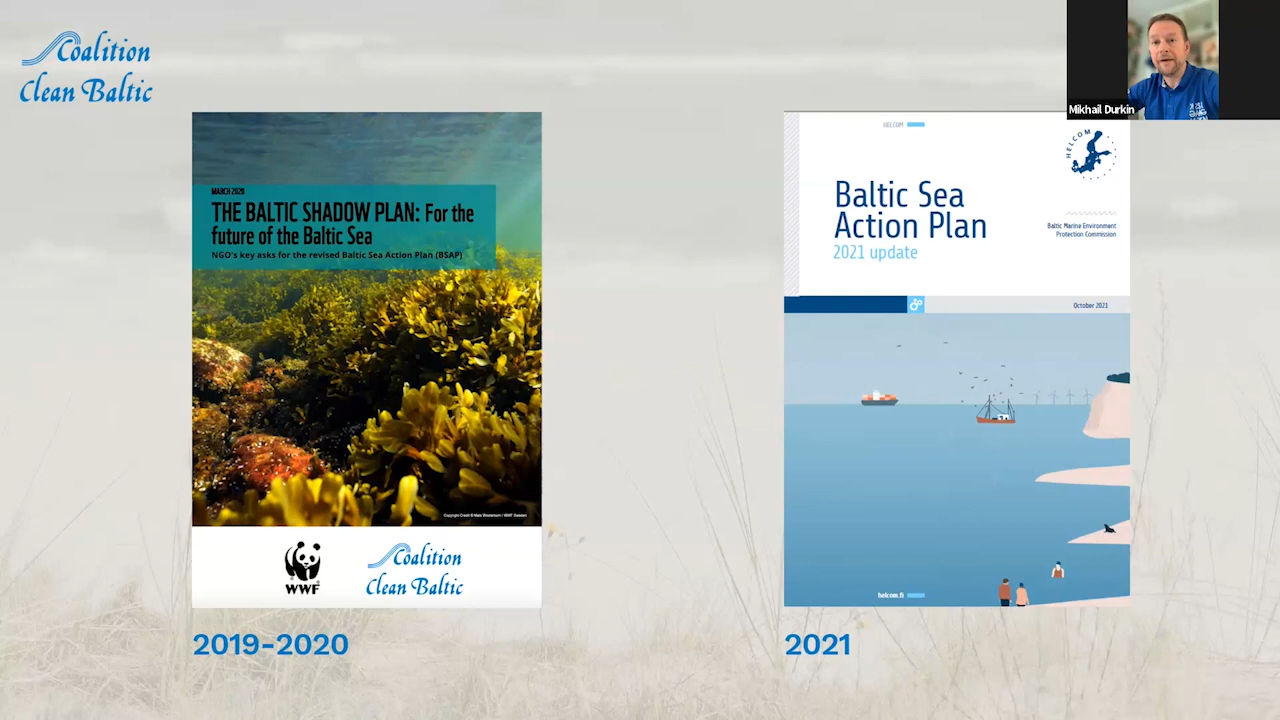 Coalition
Clean Baltic
Mikhail Durkin
MARCH 2020
THE BALTIC SHADOW PLAN: For the
future of the Baltic Sea
NGO's key asks for the revised Baltic Sea Action Plan (BSAP)
WWF
Coalition
Clean Baltic
2019-2020
HELCOM
HELCOM
Baltic Sea
Action Plan
2021 update
Baltic Marine Environment
Protection Commission
October 2021
helcom.fi
2021